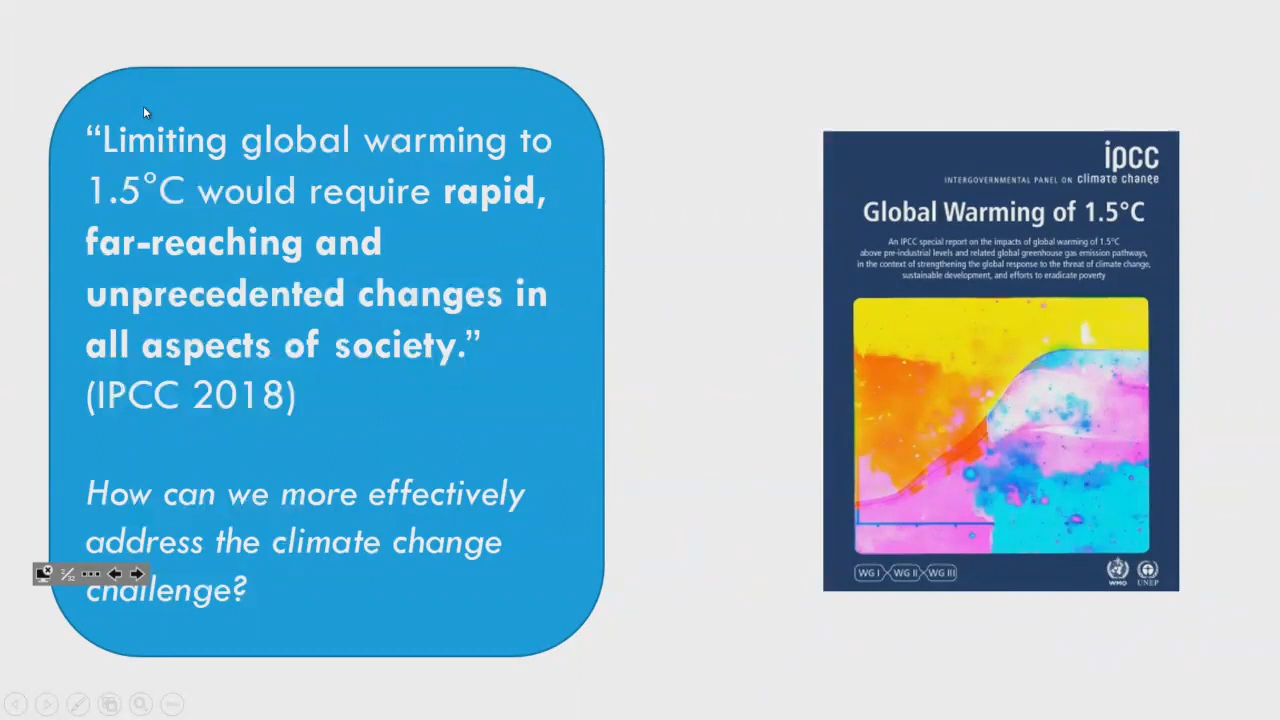 “Limiting global warming to
1.5°C would require rapid,
far-reaching and
unprecedented changes in
all aspects of society.”
(IPCC 2018)
How can we more effectively
address the climate change
challenge?
ipcc
INTERGOVERNMENTAL PANEL ON climate change
Global Warming of 1.5°C
An IPCC special report on the impacts of global warming of 1.5°C
above pre-industrial levels and related global greenhouse gas emission pathways,
in the context of strengthening the global response to the threat of climate change,
sustainable development, and efforts to eradicate poverty
WG I WG II WG III
WMO UNEP